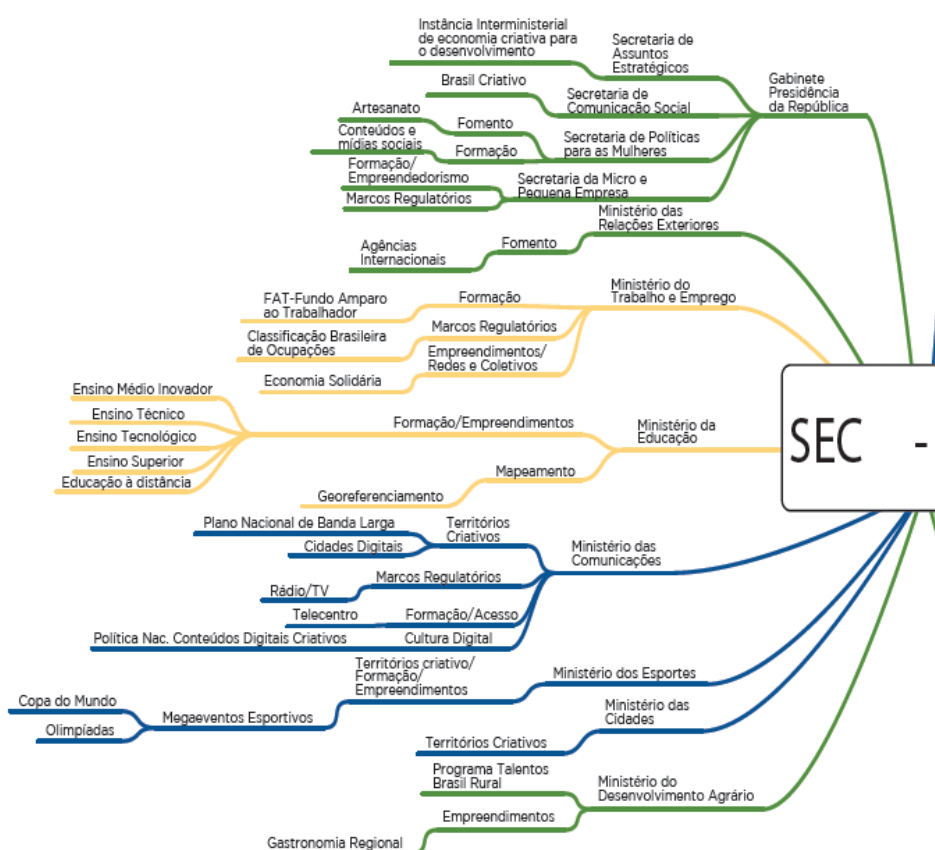 Instância Interministerial
de economia criativa para
o desenvolvimento
Secretaria de
Assuntos
Estratégicos
Gabinete
Presidência
da República
Brasil Criativo
Secretaria de
Comunicação Social
Artesanato
Fomento
Conteúdos e
mídias sociais
Formação
Secretaria de Políticas
para as Mulheres
Formação/
Empreendedorismo
Marcos Regulatórios
Secretaria da Micro e
Pequena Empresa
Agências
Internacionais
Fomento
Ministério das
Relações Exteriores
FAT-Fundo Amparo
ao Trabalhador
Formação
Ministério do
Trabalho e Emprego
Classificação Brasileira
de Ocupações
Marcos Regulatórios
Economia Solidária
Empreendimentos/
Redes e Coletivos
Ensino Médio Inovador
Ensino Técnico
Ensino Tecnológico
Ensino Superior
Educação à distância
Formação/Empreendimentos
Ministério da
Educação
Georeferenciamento
Mapeamento
SEC -
Plano Nacional de Banda Larga
Cidades Digitais
Territórios
Criativos
Ministério das
Comunicações
Rádio/TV
Marcos Regulatórios
Telecentro
Formação/Acesso
Política Nac. Conteúdos Digitais Criativos
Cultura Digital
Copa do Mundo
Olimpíadas
Megaeventos Esportivos
Territórios criativo/
Formação/
Empreendimentos
Ministério dos Esportes
Territórios Criativos
Ministério das
Cidades
Programa Talentos
Brasil Rural
Ministério do
Desenvolvimento Agrário
Empreendimentos
Gastronomia Regional